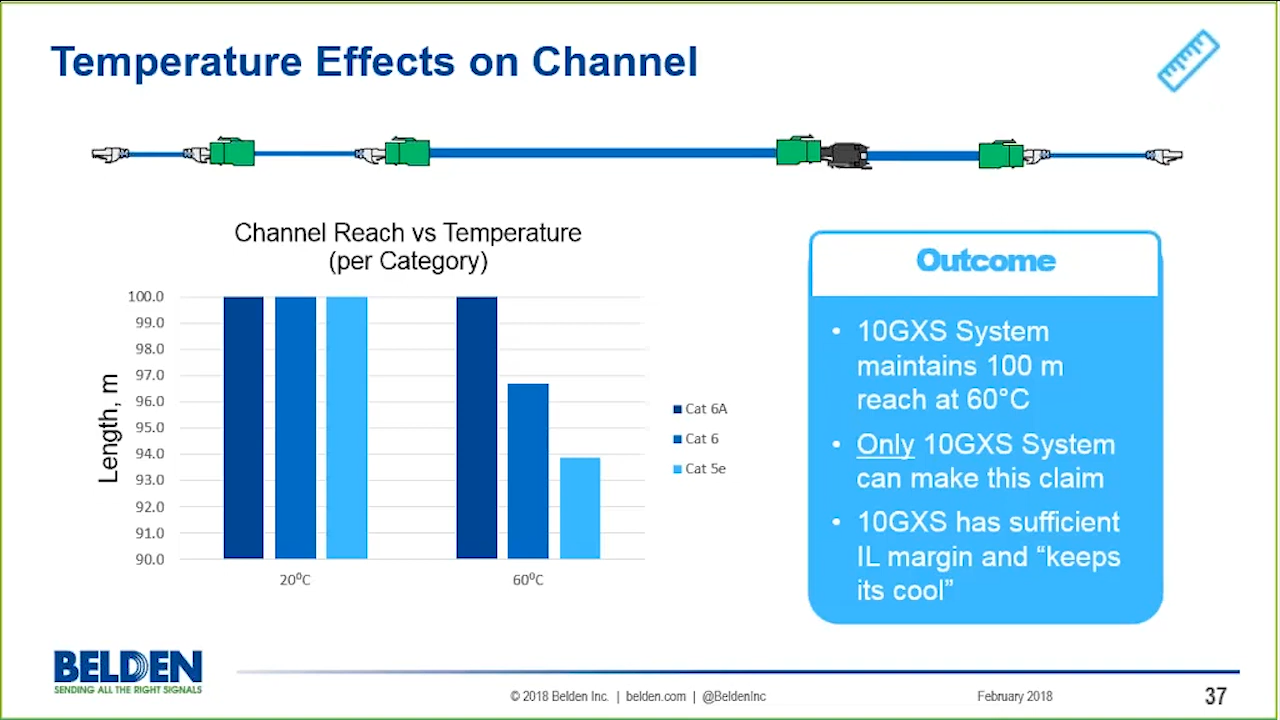 Temperature Effects on Channel
Channel Reach vs Temperature
(per Category)
Length, m
100.0
99.0
98.0
97.0
96.0
95.0
94.0
93.0
92.0
91.0
90.0
20⁰C
60⁰C
Cat 6A
Cat 6
Cat 5e
Outcome
• 10GXS System
maintains 100 m
reach at 60°C
• Only 10GXS System
can make this claim
• 10GXS has sufficient
IL margin and “keeps
its cool”
BELDEN
SENDING ALL THE RIGHT SIGNALS
© 2018 Belden Inc. | belden.com | @BeldenInc
February 2018
37